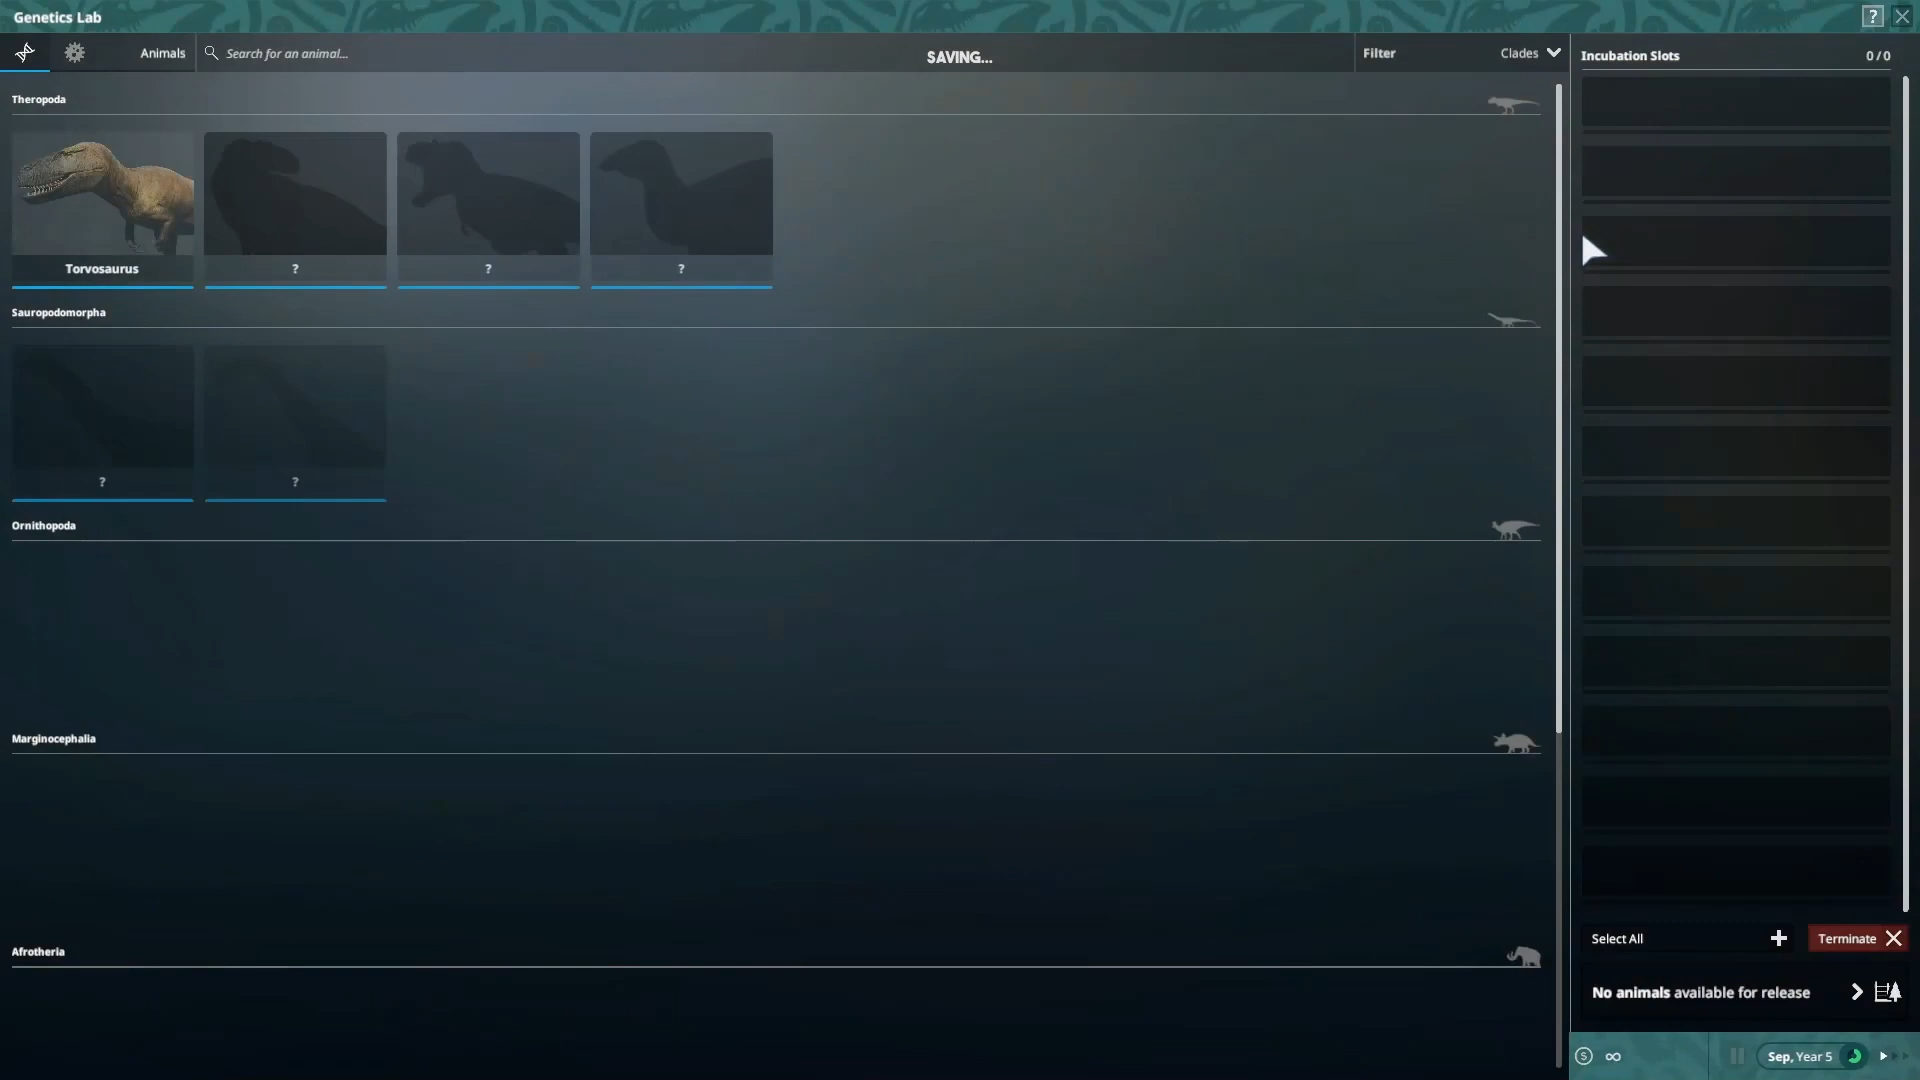 Genetics Lab
?
Animals
Search for an animal...
SAVING...
Filter
Clades
Incubation Slots
0 / 0
Theropoda
Torvosaurus
?
?
?
Sauropodomorpha
?
?
Ornithopoda
Marginocephalia
Afrotheria
Select All
Terminate
No animals available for release
$
∞
Sep, Year 5